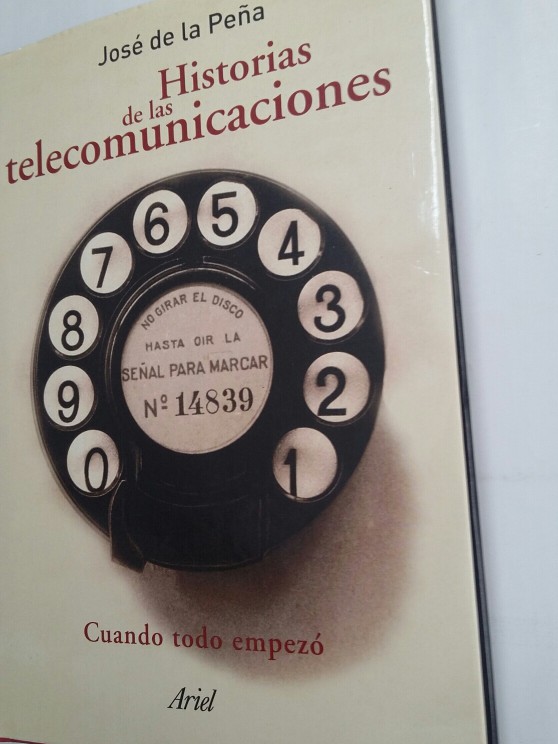 José de la Peña
Historias
de las
telecomunicaciones
5
6
4
7
3
8
2
9
1
0
NO GIRAR EL DISCO
HASTA OIR LA
SEÑAL PARA MARCAR
Nº 14839
Cuando todo empezó
Ariel